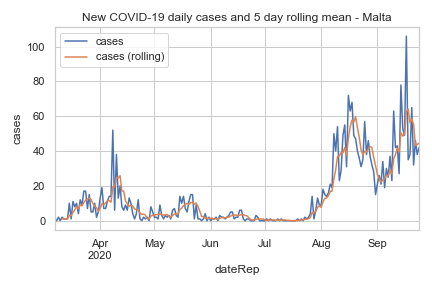 New COVID-19 daily cases and 5 day rolling mean - Malta
cases
cases (rolling)
100
80
60
40
20
0
cases
Apr
2020
May
Jun
Jul
Aug
Sep
dateRep